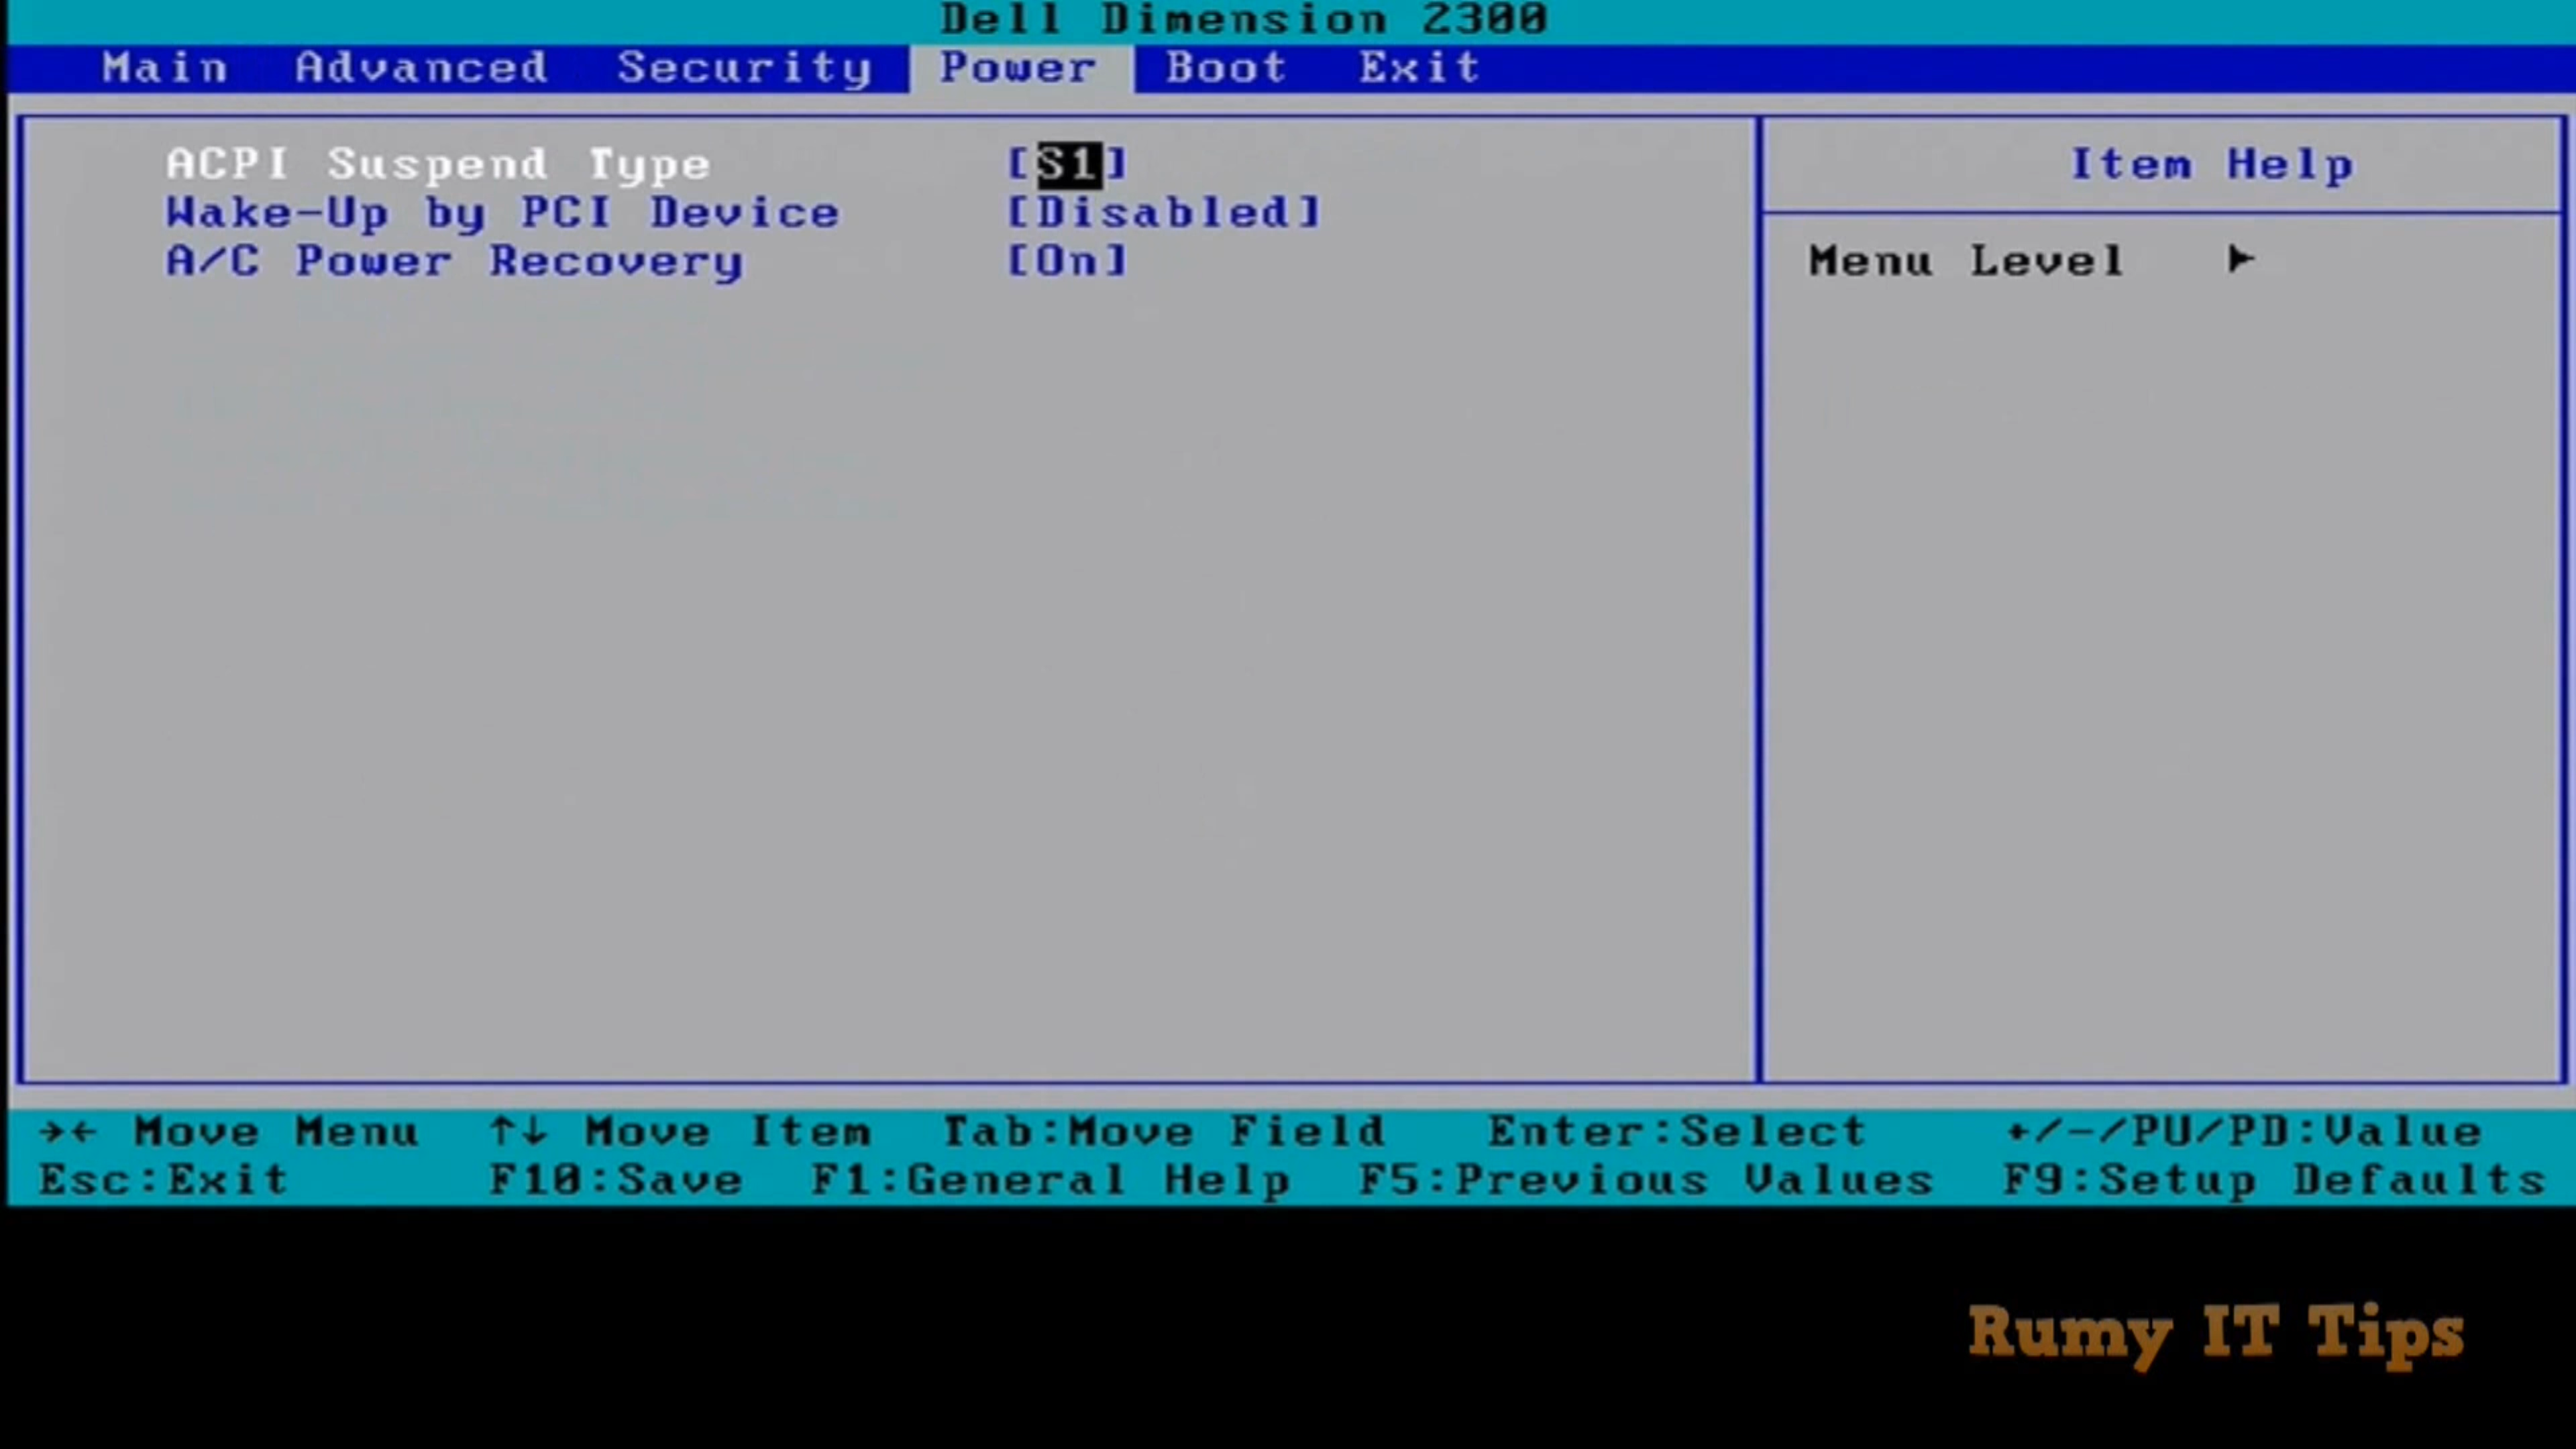 Dell Dimension 2300
Main Advanced Security Power Boot Exit
ACPI Suspend Type [S1]
Wake-Up by PCI Device [Disabled]
A/C Power Recovery [On]
Item Help
Menu Level ►
→← Move Menu ↑↓ Move Item Tab:Move Field Enter:Select +/-/PU/PD:Value
Esc:Exit F10:Save F1:General Help F5:Previous Values F9:Setup Defaults
Rumy IT Tips